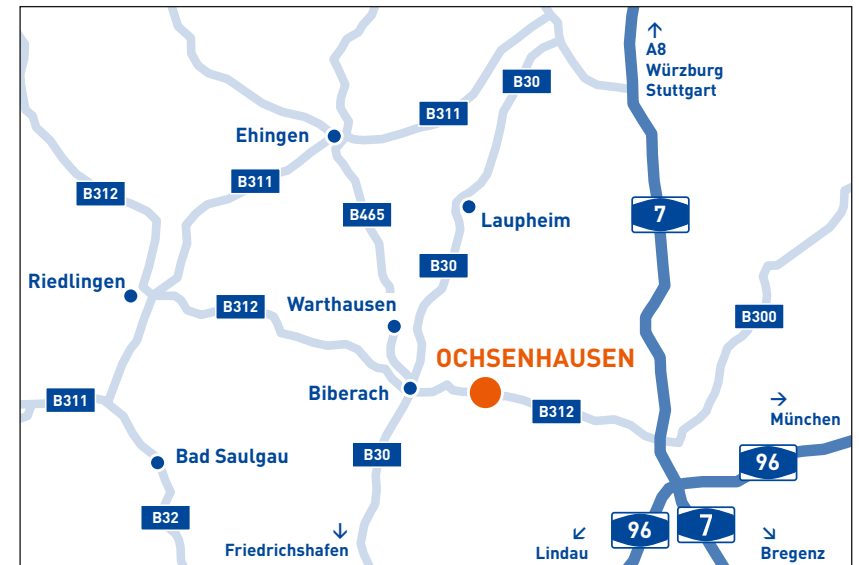 A8
Würzburg
Stuttgart
B30
B311
Ehingen
B311
B312
B465
7
Laupheim
B30
Riedlingen
Warthausen
B312
B300
OCHSENHAUSEN
Biberach
B311
B312
München
Bad Saulgau
B30
96
B32
96
7
Friedrichshafen
Lindau
Bregenz